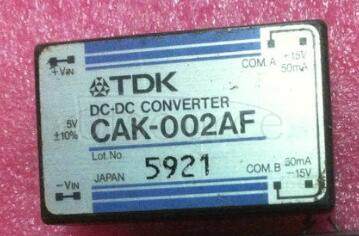 +VIN
COM.A
+15V
50mA
TDK
DC-DC CONVERTER
5V
±10%
CAK-002AF
Lot.No
5921
JAPAN
-VIN
COM.B
50mA
-15V